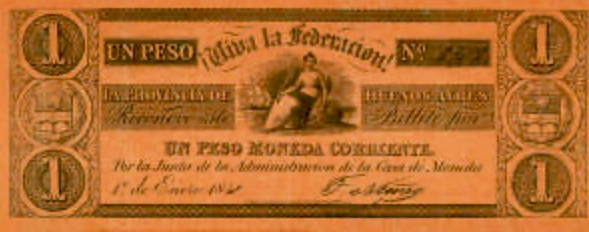 1 UN PESO ¡Viva la Federacion! Nº 1
LA PROVINCIA DE BUENOS AYRES
Reconoce este Billete por
UN PESO MONEDA CORRIENTE.
Por la Junta de la Administracion de la Casa de Moneda
1 1º de Enero 1